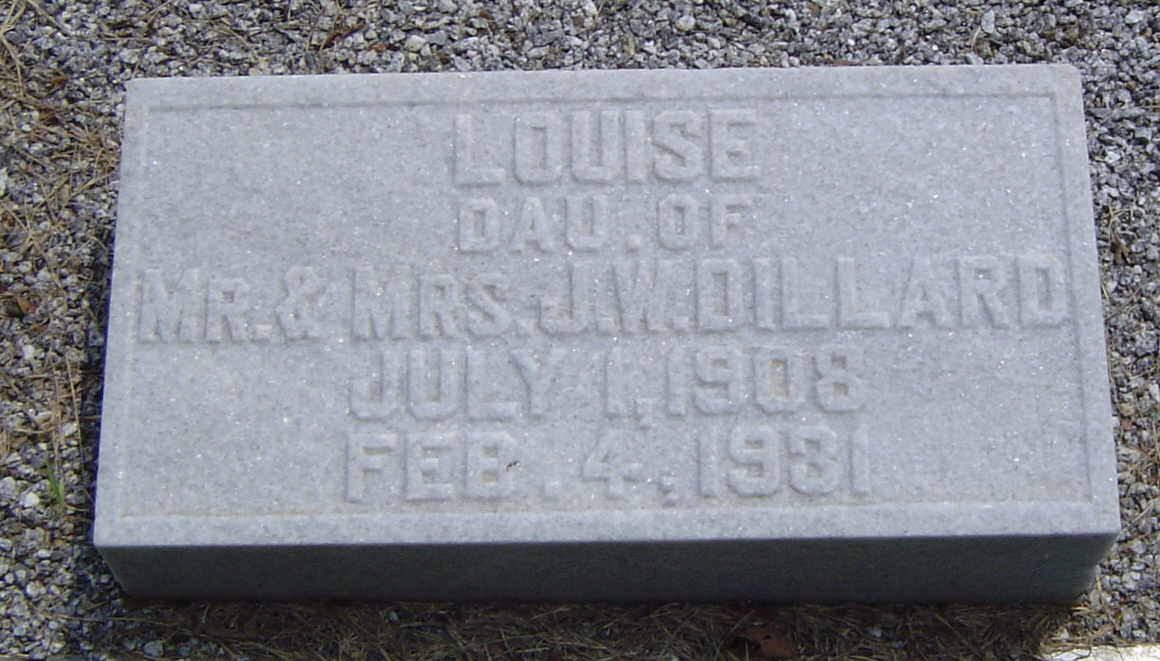 LOUISE
DAU. OF
MR. & MRS. J.W. DILLARD
JULY 1, 1908
FEB. 4, 1931